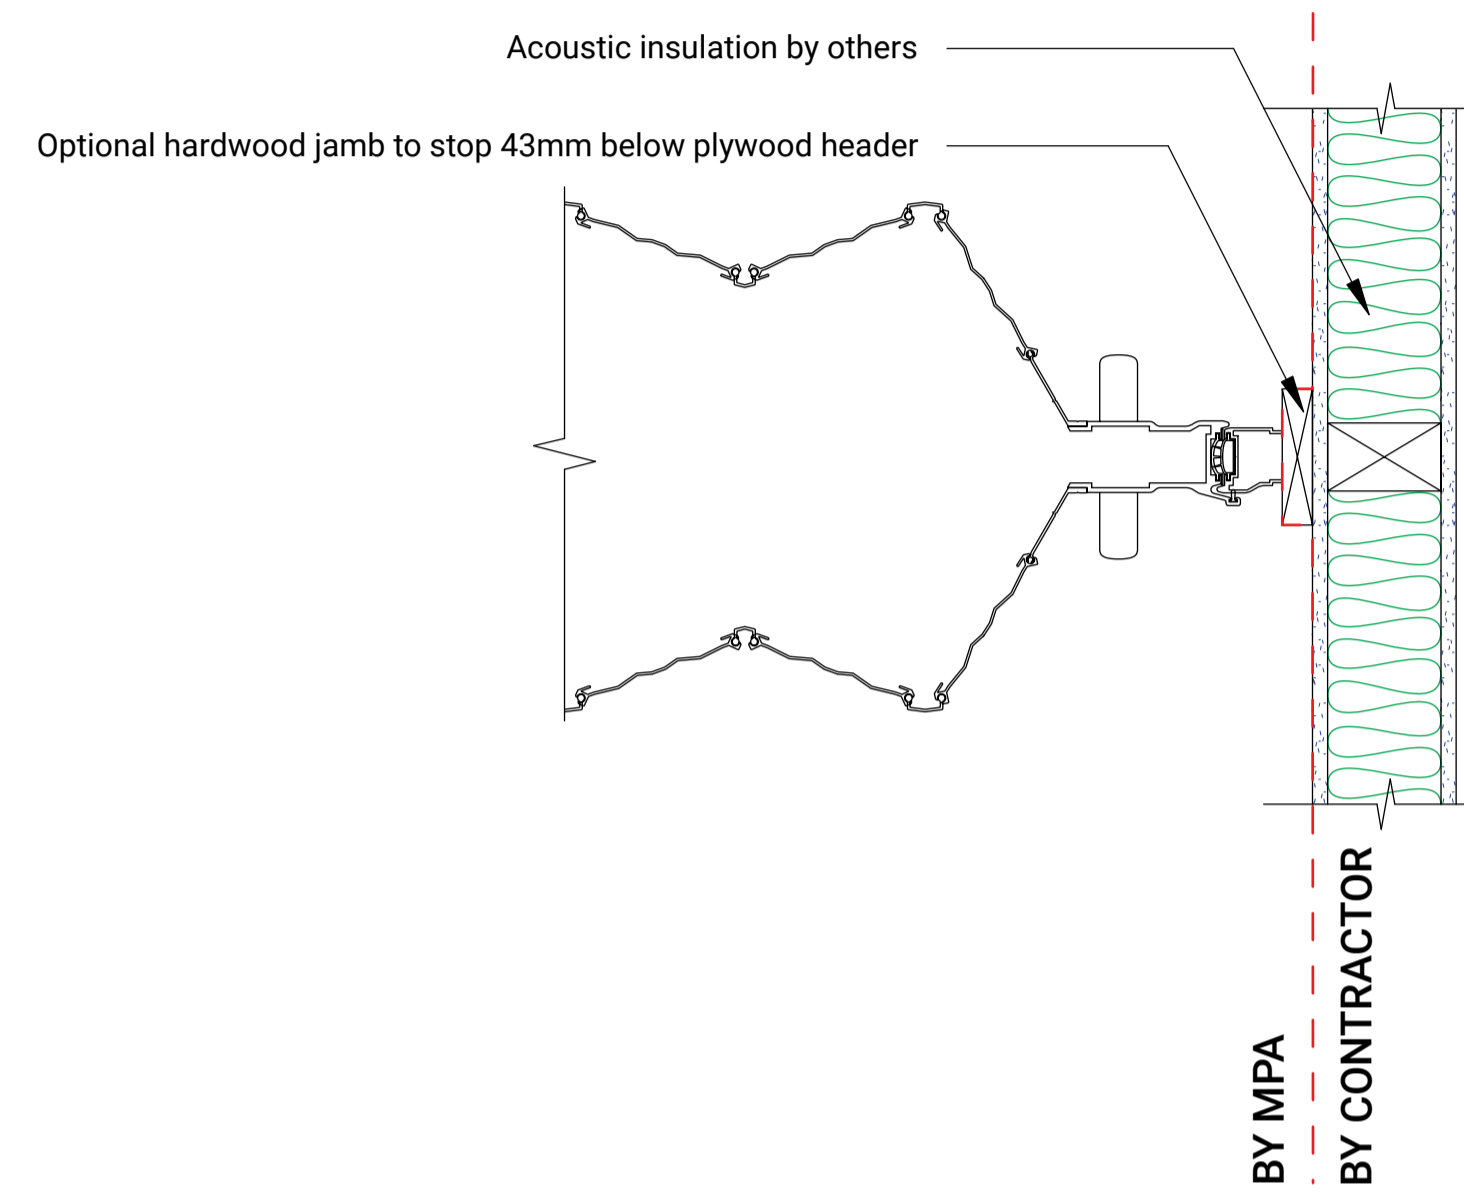 Acoustic insulation by others
Optional hardwood jamb to stop 43mm below plywood header
BY MPA
BY CONTRACTOR